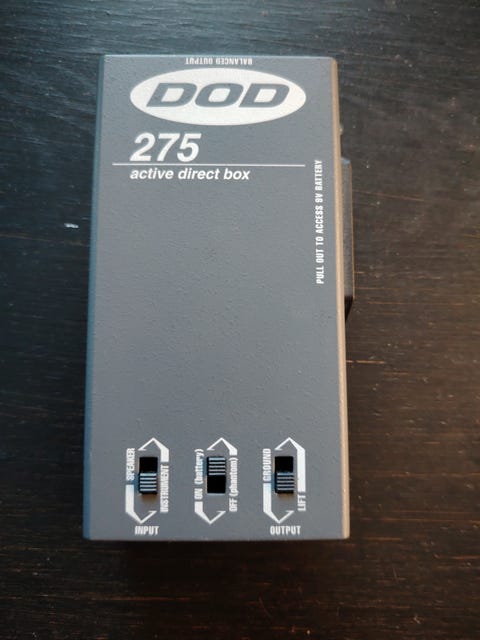 BALANCED OUTPUT
DOD
275
active direct box
PULL OUT TO ACCESS 9V BATTERY
SPEAKER
INSTRUMENT
INPUT
ON (battery)
OFF (phantom)
GROUND
LIFT
OUTPUT